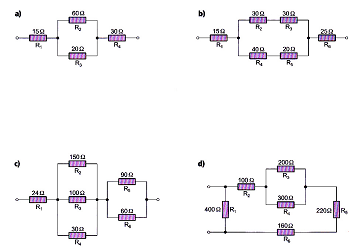 a)
60 Ω
R₂
15 Ω
R₁
30 Ω
R₄
20 Ω
R₃
b)
30 Ω
R₂
30 Ω
R₃
15 Ω
R₁
25 Ω
R₆
40 Ω
R₄
20 Ω
R₅
c)
150 Ω
R₂
24 Ω
R₁
100 Ω
R₃
30 Ω
R₄
90 Ω
R₅
60 Ω
R₆
d)
200 Ω
R₃
100 Ω
R₂
300 Ω
R₄
400 Ω
R₁
220 Ω
R₅
160 Ω
R₆